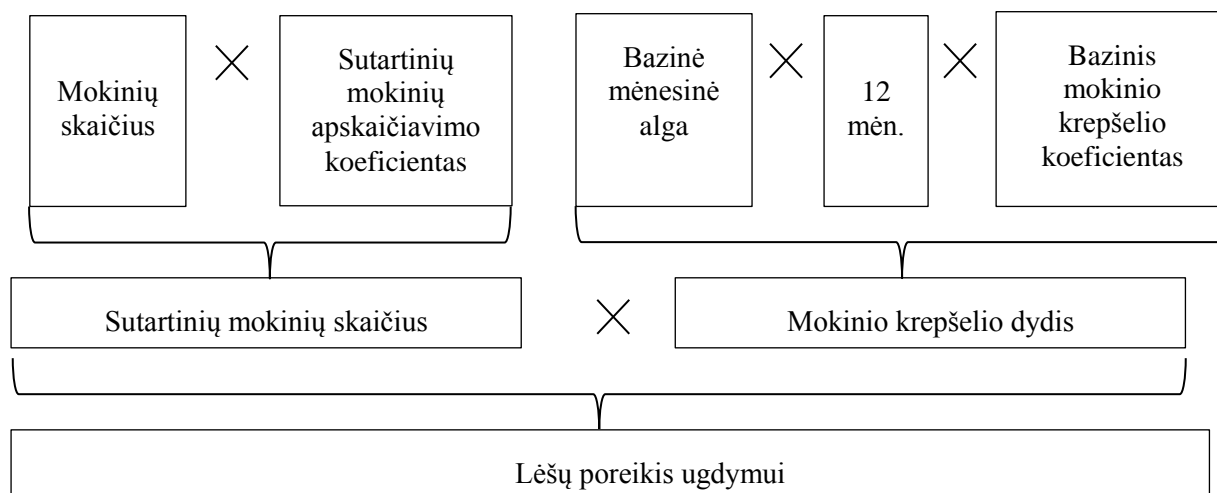 Mokinių
skaičius
Sutartinių
mokinių
apskaičiavimo
koeficientas
Bazinė
mėnesinė
alga
12
mėn.
Bazinis
mokinio
krepšelio
koeficientas
Sutartinių mokinių skaičius
Mokinio krepšelio dydis
Lėšų poreikis ugdymui